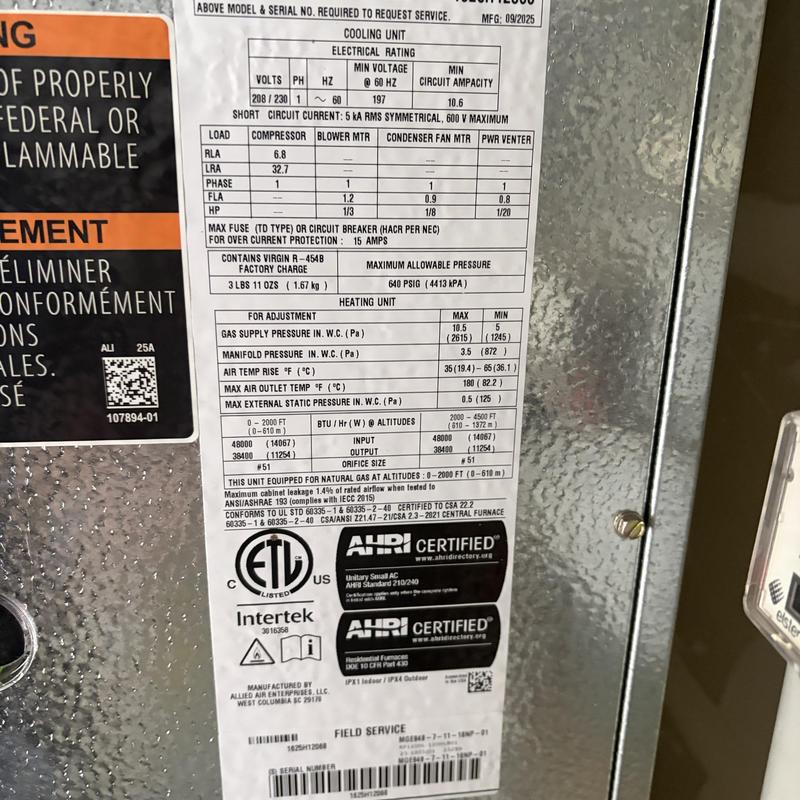 NG
OF PROPERLY
FEDERAL OR
LAMMABLE
EMENT
ÉLIMINER
ONFORMÉMENT
ONS
ALES.
SÉ
ALI 25A
107894-01
ABOVE MODEL & SERIAL NO. REQUIRED TO REQUEST SERVICE. MFG: 09/2025
COOLING UNIT
ELECTRICAL RATING
VOLTS PH HZ MIN VOLTAGE @ 60 HZ MIN CIRCUIT AMPACITY
208 / 230 1 ~ 60 197 10.6
SHORT CIRCUIT CURRENT: 5 kA RMS SYMMETRICAL, 600 V MAXIMUM
LOAD COMPRESSOR BLOWER MTR CONDENSER FAN MTR PWR VENTER
RLA 6.8 — — —
LRA 32.7 — — —
PHASE 1 1 1 1
FLA — 1.2 0.9 0.8
HP — 1/3 1/8 1/20
MAX FUSE (TD TYPE) OR CIRCUIT BREAKER (HACR PER NEC)
FOR OVER CURRENT PROTECTION : 15 AMPS
CONTAINS VIRGIN R-454B FACTORY CHARGE MAXIMUM ALLOWABLE PRESSURE
3 LBS 11 OZS ( 1.67 kg ) 640 PSIG ( 4413 kPA )
HEATING UNIT
FOR ADJUSTMENT MAX MIN
GAS SUPPLY PRESSURE IN. W.C. ( Pa ) 10.5 ( 2615 ) 5 ( 1245 )
MANIFOLD PRESSURE IN. W.C. ( Pa ) 3.5 ( 872 )
AIR TEMP RISE °F ( °C ) 35 ( 19.4 ) - 65 ( 36.1 )
MAX AIR OUTLET TEMP °F ( °C ) 180 ( 82.2 )
MAX EXTERNAL STATIC PRESSURE IN. W.C. ( Pa ) 0.5 ( 125 )
0 - 2000 FT ( 0-610 m ) BTU / Hr ( W ) @ ALTITUDES 2000 - 4500 FT ( 610 - 1372 m )
48000 ( 14067 ) INPUT 48000 ( 14067 )
38400 ( 11254 ) OUTPUT 38400 ( 11254 )
#51 ORIFICE SIZE #51
THIS UNIT EQUIPPED FOR NATURAL GAS AT ALTITUDES : 0-2000 FT ( 0-610 m )
Maximum cabinet leakage 1.4% of rated airflow when tested to
ANSI/ASHRAE 193 (complies with IECC 2015)
CONFORMS TO UL STD 60335-1 & 60335-2-40 CERTIFIED TO CSA 22.2
60335-1 & 60335-2-40 CSA/ANSI Z21.47-21/CSA 2.3-2021 CENTRAL FURNACE
C ETL CM LISTED US
Intertek
3016358
AHRI CERTIFIED®
www.ahridirectory.org
Unitary Small AC
AHRI Standard 210/240
AHRI CERTIFIED®
www.ahridirectory.org
Residential Furnaces
DOE 10 CFR Part 430
IPX1 Indoor / IPX4 Outdoor
MANUFACTURED BY
ALLIED AIR ENTERPRISES, LLC.
WEST COLUMBIA SC 29170
FIELD SERVICE
1625H12068
(S) SERIAL NUMBER
1625H12068
elster